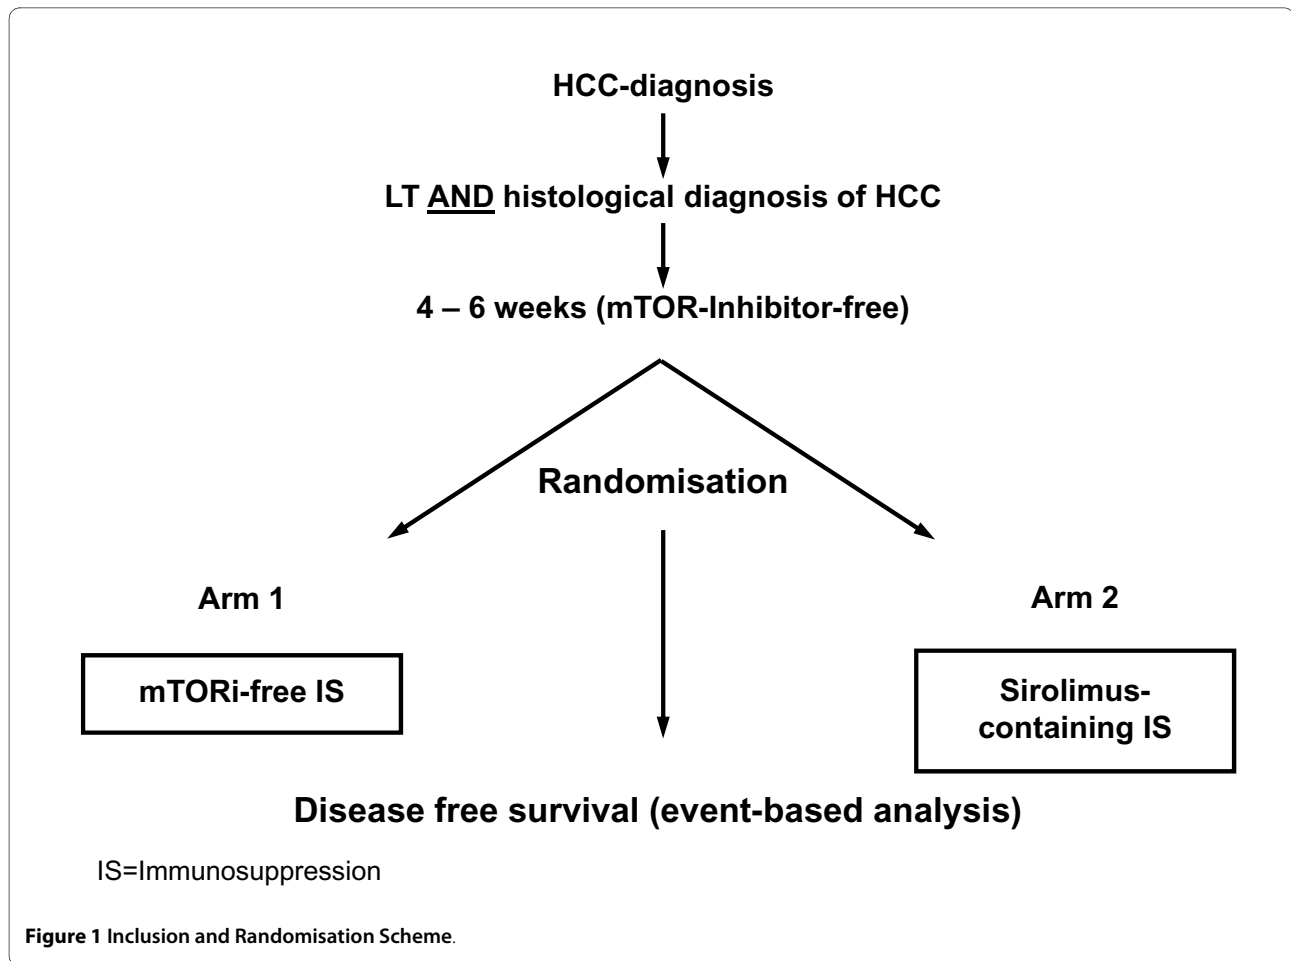 HCC-diagnosis
LT AND histological diagnosis of HCC
4 – 6 weeks (mTOR-Inhibitor-free)
Randomisation
Arm 1
mTORi-free IS
Arm 2
Sirolimus-
containing IS
Disease free survival (event-based analysis)
IS=Immunosuppression
Figure 1 Inclusion and Randomisation Scheme.